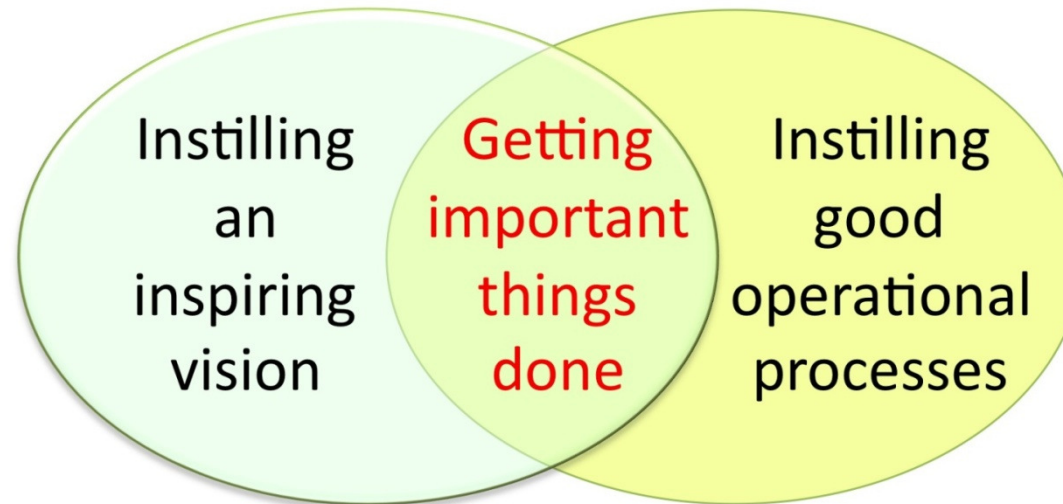 Instilling
an
inspiring
vision
Getting
important
things
done
Instilling
good
operational
processes